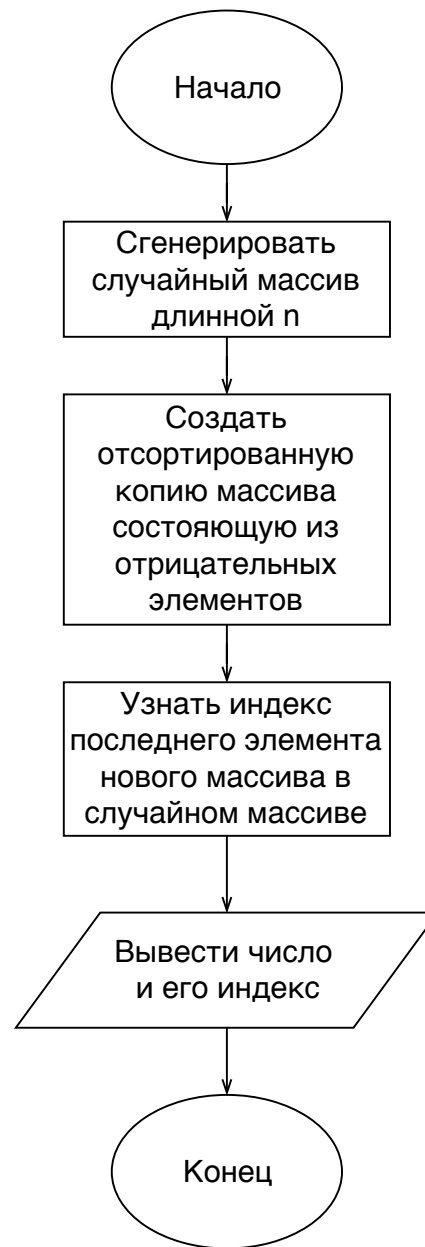 Начало
Сгенерировать
случайный массив
длинной n
Создать
отсортированную
копию массива
состояющую из
отрицательных
элементов
Узнать индекс
последнего элемента
нового массива в
случайном массиве
Вывести число
и его индекс
Конец